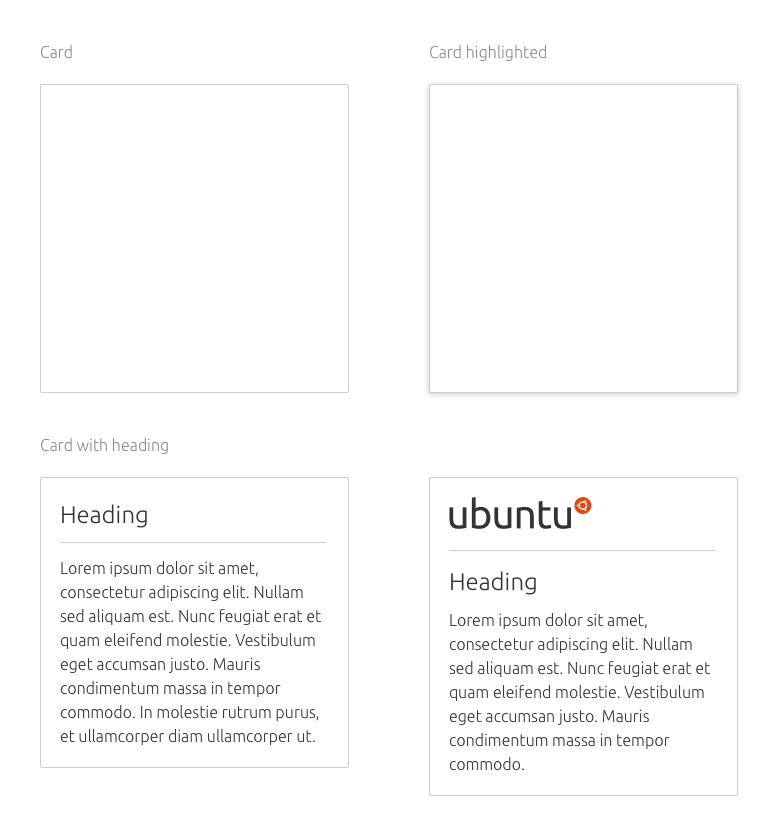 Card
Card highlighted
Card with heading
Heading
Lorem ipsum dolor sit amet,
consectetur adipiscing elit. Nullam
sed aliquam est. Nunc feugiat erat et
quam eleifend molestie. Vestibulum
eget accumsan justo. Mauris
condimentum massa in tempor
commodo. In molestie rutrum purus,
et ullamcorper diam ullamcorper ut.
ubuntu
Heading
Lorem ipsum dolor sit amet,
consectetur adipiscing elit. Nullam
sed aliquam est. Nunc feugiat erat et
quam eleifend molestie. Vestibulum
eget accumsan justo. Mauris
condimentum massa in tempor
commodo.